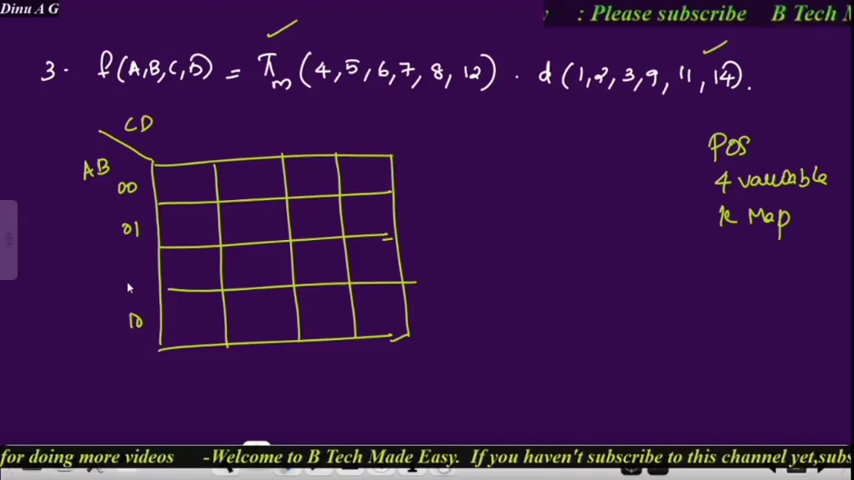 Dinu A G
: Please subscribe B Tech M
3. f(A,B,C,D) = πm (4,5,6,7,8,12) . d(1,2,3,9,11,14).
CD
AB
00
01
10
POS
4 variable
K Map
for doing more videos -Welcome to B Tech Made Easy. If you haven't subscribe to this channel yet,subs